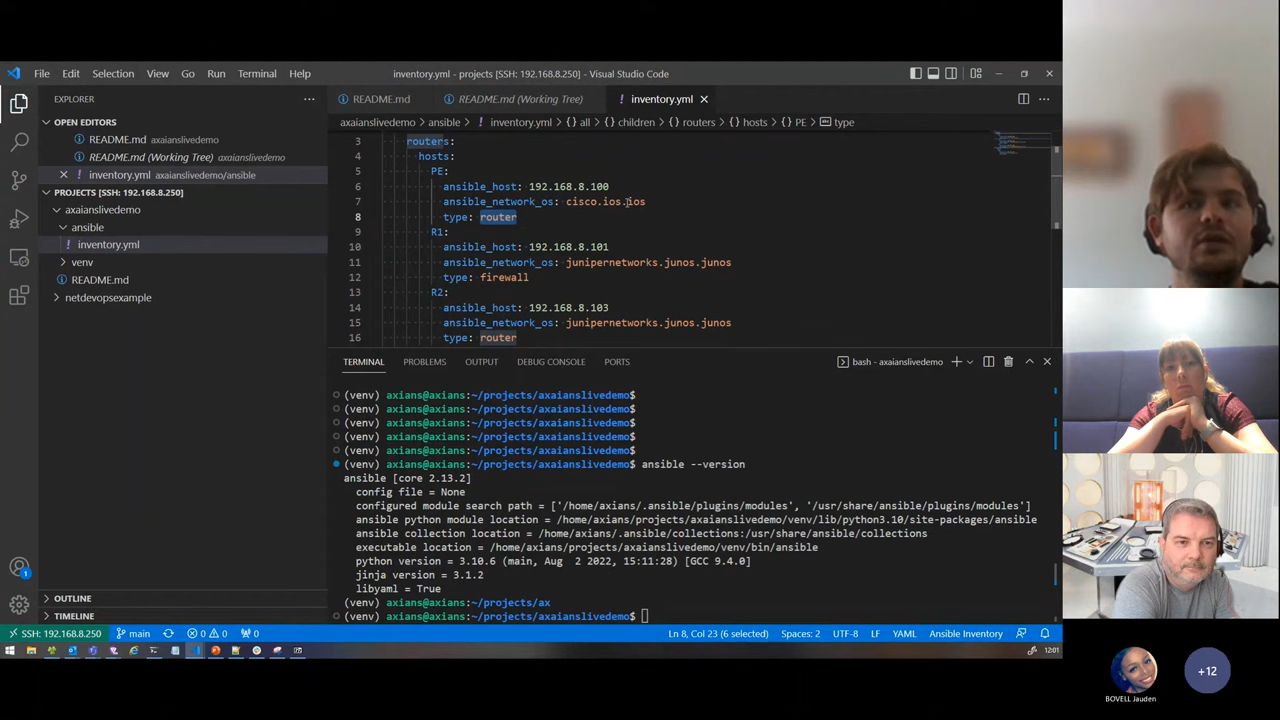 File Edit Selection View Go Run Terminal Help
inventory.yml - projects [SSH: 192.168.8.250] - Visual Studio Code
EXPLORER
OPEN EDITORS
README.md axaianslivedemo
README.md (Working Tree) axaianslivedemo
! inventory.yml axaianslivedemo/ansible
PROJECTS [SSH: 192.168.8.250]
axaianslivedemo
ansible
! inventory.yml
venv
README.md
netdevopsexample
OUTLINE
TIMELINE
README.md
README.md (Working Tree)
! inventory.yml
axaianslivedemo > ansible > ! inventory.yml > {} all > {} children > {} routers > {} hosts > {} PE > type
3 routers:
4 hosts:
5 PE:
6 ansible_host: 192.168.8.100
7 ansible_network_os: cisco.ios.ios
8 type: router
9 R1:
10 ansible_host: 192.168.8.101
11 ansible_network_os: junipernetworks.junos.junos
12 type: firewall
13 R2:
14 ansible_host: 192.168.8.103
15 ansible_network_os: junipernetworks.junos.junos
16 type: router
TERMINAL PROBLEMS OUTPUT DEBUG CONSOLE PORTS
bash - axaianslivedemo
(venv) axians@axians:~/projects/axaianslivedemo$
(venv) axians@axians:~/projects/axaianslivedemo$
(venv) axians@axians:~/projects/axaianslivedemo$
(venv) axians@axians:~/projects/axaianslivedemo$
(venv) axians@axians:~/projects/axaianslivedemo$
(venv) axians@axians:~/projects/axaianslivedemo$ ansible --version
ansible [core 2.13.2]
config file = None
configured module search path = ['/home/axians/.ansible/plugins/modules', '/usr/share/ansible/plugins/modules']
ansible python module location = /home/axians/projects/axaianslivedemo/venv/lib/python3.10/site-packages/ansible
ansible collection location = /home/axians/.ansible/collections:/usr/share/ansible/collections
executable location = /home/axians/projects/axaianslivedemo/venv/bin/ansible
python version = 3.10.6 (main, Aug 2 2022, 15:11:28) [GCC 9.4.0]
jinja version = 3.1.2
libyaml = True
(venv) axians@axians:~/projects/ax
(venv) axians@axians:~/projects/axaianslivedemo$
1
SSH: 192.168.8.250 main 0 0 0
Ln 8, Col 23 (6 selected) Spaces: 2 UTF-8 LF YAML Ansible Inventory
12:01
BOVELL Jauden
+12